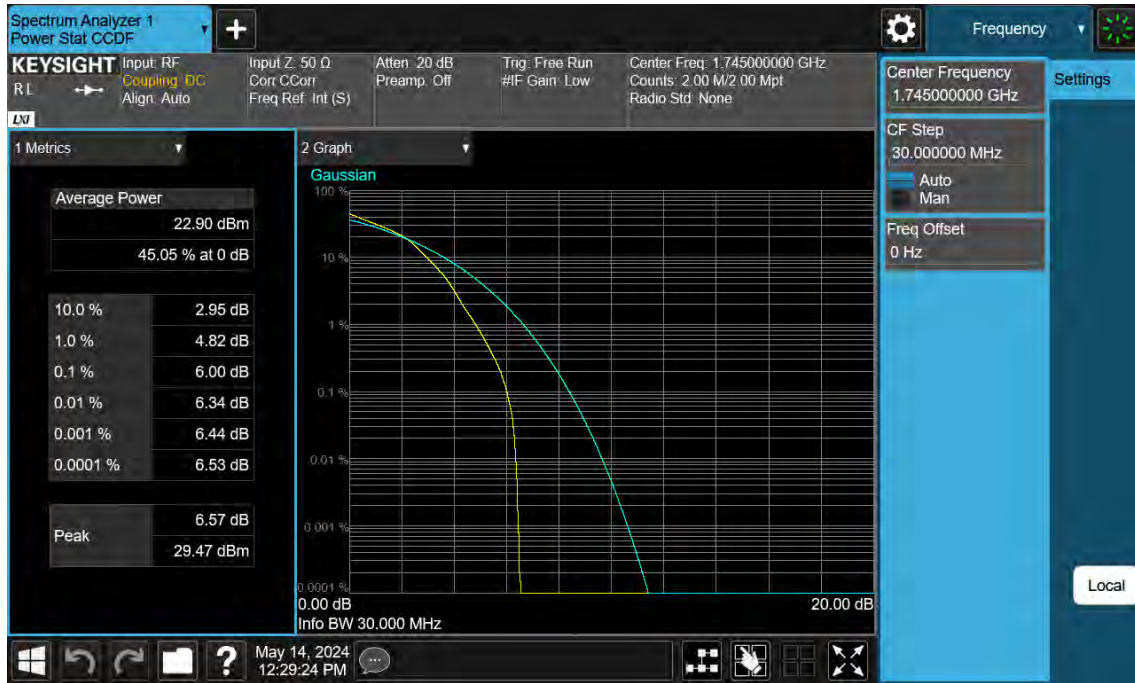 Spectrum Analyzer 1
Power Stat CCDF
Frequency
KEYSIGHT
Input: RF
Coupling: DC
Align: Auto
R L
LXI
Input Z: 50 Ω
Corr CCorr
Freq Ref: Int (S)
Atten: 20 dB
Preamp: Off
Trig: Free Run
#IF Gain: Low
Center Freq: 1.745000000 GHz
Counts: 2.00 M/2.00 Mpt
Radio Std: None
Center Frequency
1.745000000 GHz
Settings
CF Step
30.000000 MHz
Auto
Man
Freq Offset
0 Hz
1 Metrics
Average Power
22.90 dBm
45.05 % at 0 dB
10.0 % 2.95 dB
1.0 % 4.82 dB
0.1 % 6.00 dB
0.01 % 6.34 dB
0.001 % 6.44 dB
0.0001 % 6.53 dB
Peak
6.57 dB
29.47 dBm
2 Graph
Gaussian
100 %
10 %
1 %
0.1 %
0.01 %
0.001 %
0.0001 %
0.00 dB 20.00 dB
Info BW 30.000 MHz
Local
?
May 14, 2024
12:29:24 PM